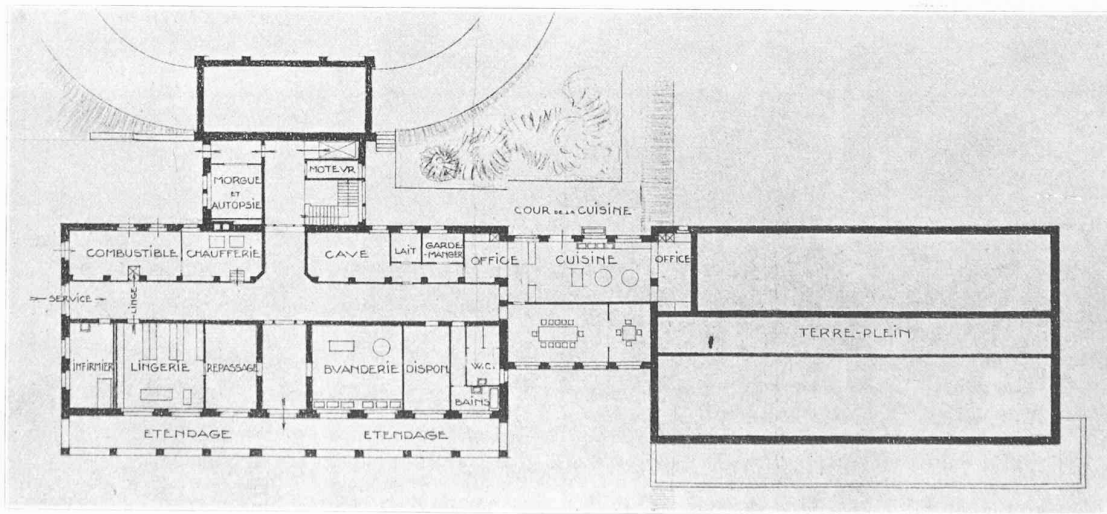 MOTEVR
MORGUE
ET
AUTOPSIE
COUR DE LA CUISINE
COMBUSTIBLE
CHAUFFERIE
CAVE
LAIT
GARDE
-MANGER
OFFICE
CUISINE
OFFICE
SERVICE
LINGE
TERRE-PLEIN
INFIRMIER
LINGERIE
REPASSAGE
BVANDERIE
DISPON.
W.C.
BAINS
ETENDAGE
ETENDAGE